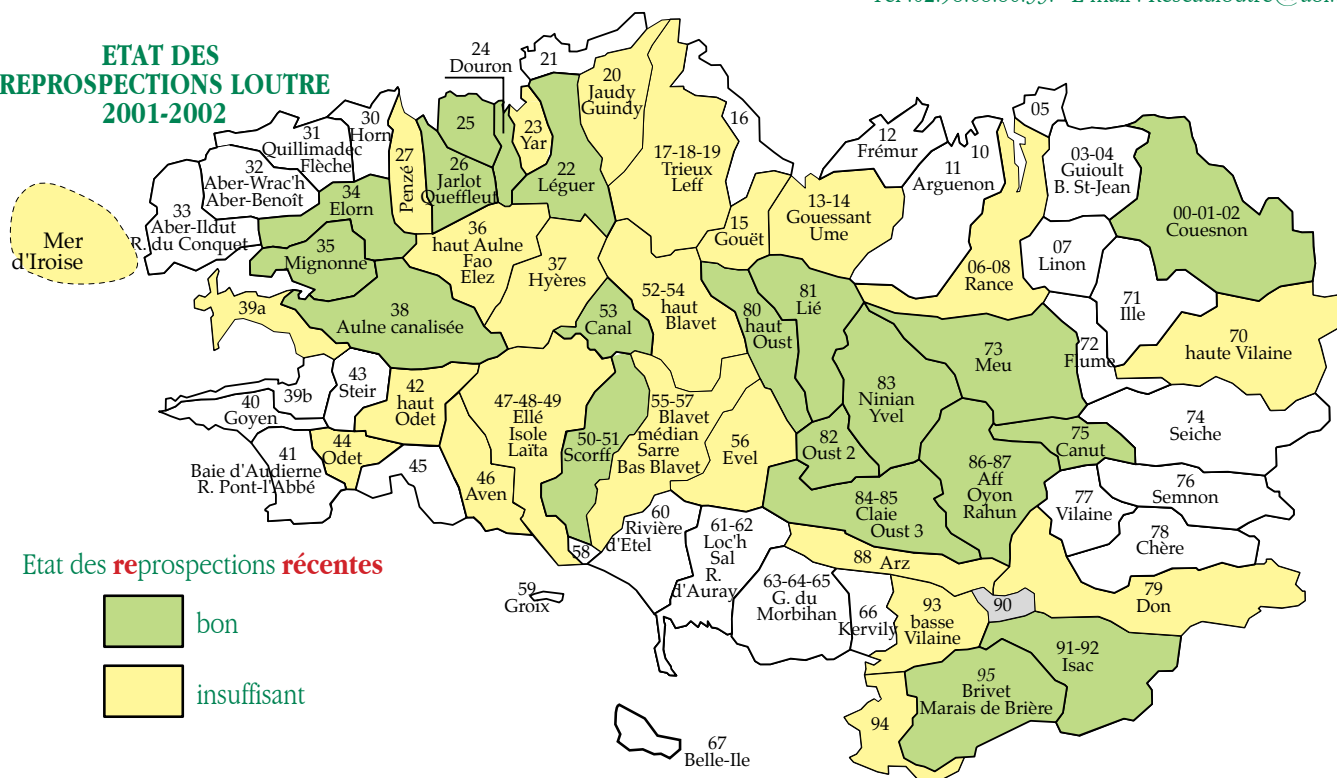 ETAT DES
REPROSPECTIONS LOUTRE
2001-2002
24
Douron
21
20
Jaudy
Guindy
30
Horn
31
Quillimadec
Flèche
25
23
Yar
16
05
12
Frémur
10
11
Arguenon
03-04
Guioult
B. St-Jean
27
Penzé
26
Jarlot
Queffleut
22
Léguer
17-18-19
Trieux
Leff
32
Aber-Wrac'h
Aber-Benoît
34
Elorn
33
Aber-Ildut
R. du Conquet
13-14
Gouessant
Ume
00-01-02
Couesnon
15
Gouët
36
haut Aulne
Fao
Elez
35
Mignonne
Mer
d'Iroise
07
Linon
37
Hyères
06-08
Rance
52-54
haut
Blavet
81
Lié
71
Ille
39a
38
Aulne canalisée
53
Canal
80
haut
Oust
70
haute Vilaine
72
Flume
73
Meu
43
Steir
42
haut
Odet
83
Ninian
Yvel
39b
40
Goyen
47-48-49
Ellé
Isole
Laïta
55-57
Blavet
médian
Sarre
Bas Blavet
74
Seiche
44
Odet
50-51
Scorff
56
Evel
82
Oust 2
75
Canut
41
Baie d'Audierne
R. Pont-l'Abbé
45
46
Aven
86-87
Aff
Oyon
Rahun
76
Semnon
77
Vilaine
84-85
Claie
Oust 3
60
Rivière
d'Etel
61-62
Loc'h
Sal
R.
d'Auray
78
Chère
58
88 Arz
Etat des reprospections récentes
59
Groix
63-64-65
G. du
Morbihan
66
Kervily
93
basse
Vilaine
90
79
Don
bon
91-92
Isac
95
Brivet
Marais de Brière
insuffisant
94
67
Belle-Ile